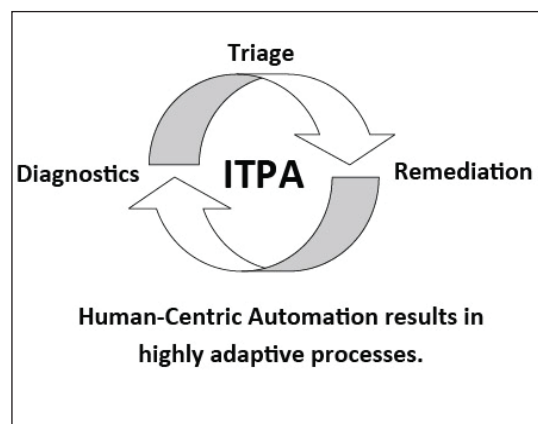 Triage
Diagnostics
ITPA
Remediation
Human-Centric Automation results in
highly adaptive processes.